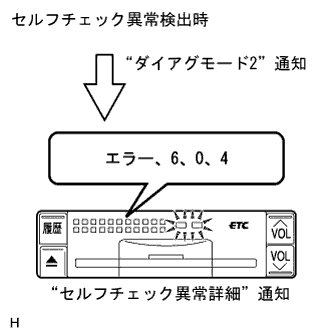 セルフチェック異常検出時
“ダイアグモード2”通知
エラー、6、0、4
履歴
ETC
VOL
VOL
“セルフチェック異常詳細”通知
H